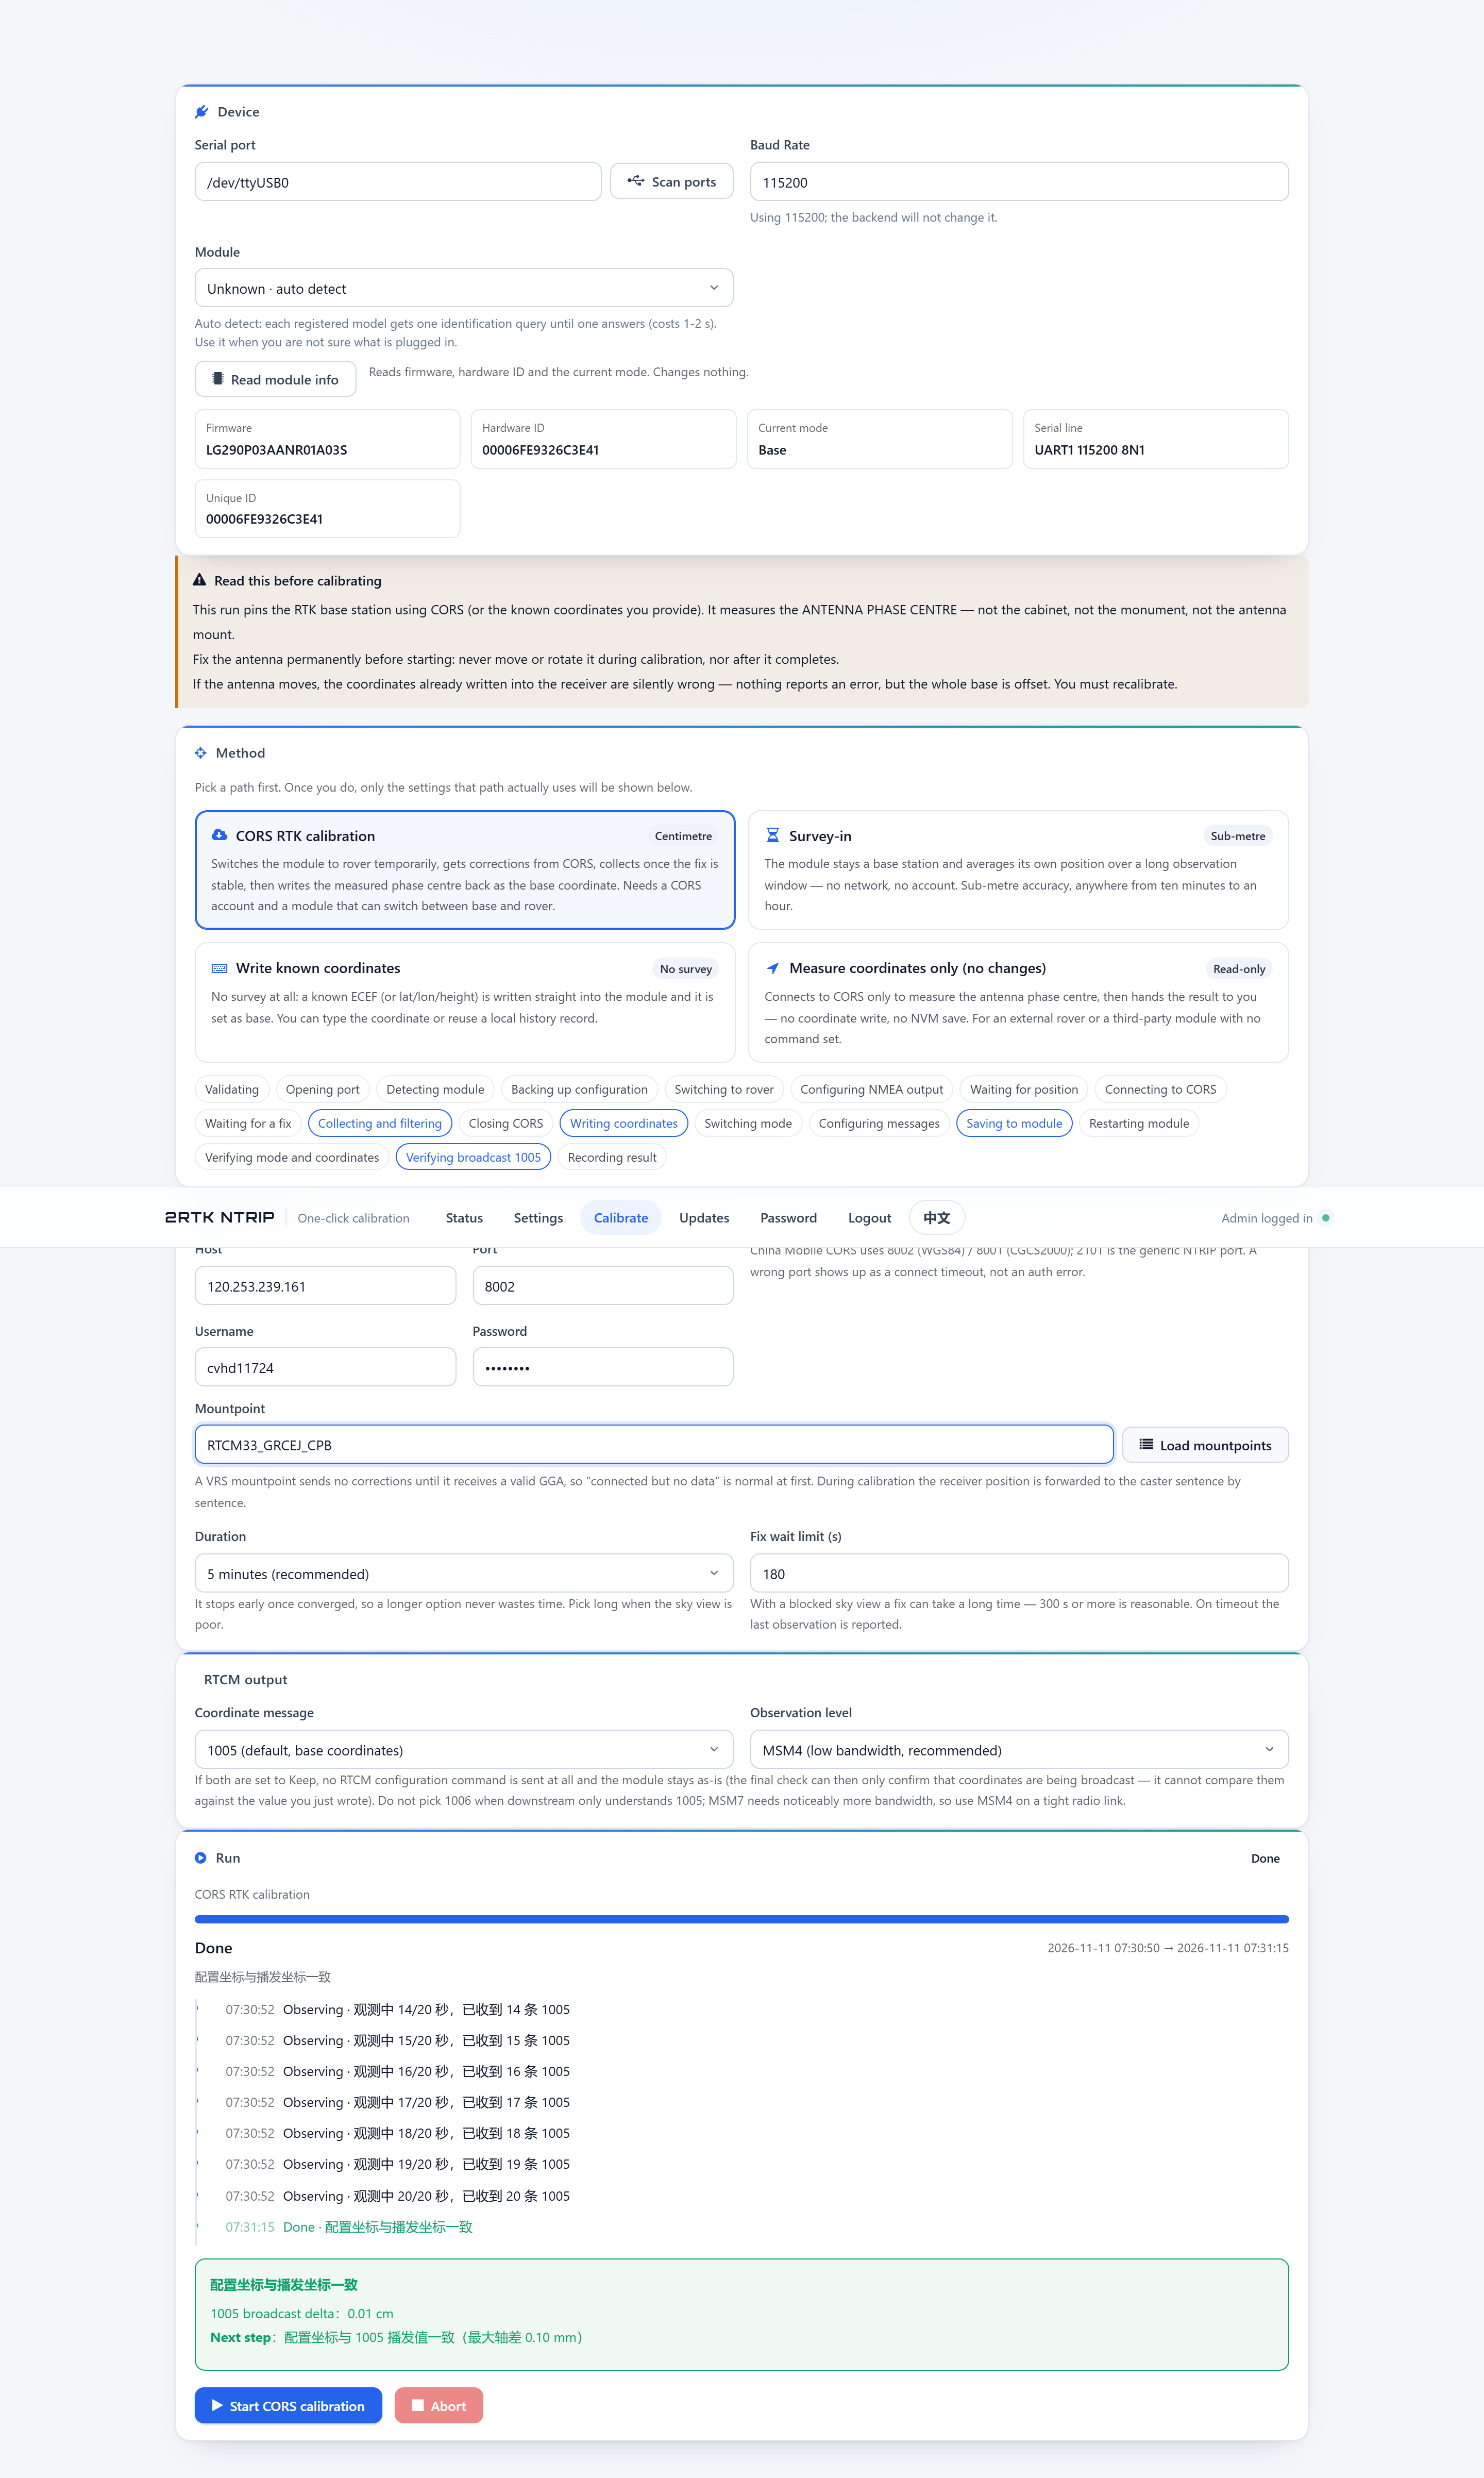 Device
Serial port
Baud Rate
/dev/ttyUSB0
Scan ports
115200
Using 115200; the backend will not change it.
Module
Unknown · auto detect
Auto detect: each registered model gets one identification query until one answers (costs 1-2 s).
Use it when you are not sure what is plugged in.
Read module info
Reads firmware, hardware ID and the current mode. Changes nothing.
Firmware
LG290P03AANR01A03S
Hardware ID
00006FE9326C3E41
Current mode
Base
Serial line
UART1 115200 8N1
Unique ID
00006FE9326C3E41
Read this before calibrating
This run pins the RTK base station using CORS (or the known coordinates you provide). It measures the ANTENNA PHASE CENTRE — not the cabinet, not the monument, not the antenna
mount.
Fix the antenna permanently before starting: never move or rotate it during calibration, nor after it completes.
If the antenna moves, the coordinates already written into the receiver are silently wrong — nothing reports an error, but the whole base is offset. You must recalibrate.
Method
Pick a path first. Once you do, only the settings that path actually uses will be shown below.
CORS RTK calibration
Centimetre
Switches the module to rover temporarily, gets corrections from CORS, collects once the fix is
stable, then writes the measured phase centre back as the base coordinate. Needs a CORS
account and a module that can switch between base and rover.
Survey-in
Sub-metre
The module stays a base station and averages its own position over a long observation
window — no network, no account. Sub-metre accuracy, anywhere from ten minutes to an
hour.
Write known coordinates
No survey
No survey at all: a known ECEF (or lat/lon/height) is written straight into the module and it is
set as base. You can type the coordinate or reuse a local history record.
Measure coordinates only (no changes)
Read-only
Connects to CORS only to measure the antenna phase centre, then hands the result to you
— no coordinate write, no NVM save. For an external rover or a third-party module with no
command set.
Validating
Opening port
Detecting module
Backing up configuration
Switching to rover
Configuring NMEA output
Waiting for position
Connecting to CORS
Waiting for a fix
Collecting and filtering
Closing CORS
Writing coordinates
Switching mode
Configuring messages
Saving to module
Restarting module
Verifying mode and coordinates
Verifying broadcast 1005
Recording result
2RTK NTRIP
One-click calibration
Status
Settings
Calibrate
Updates
Password
Logout
中文
Admin logged in
Host
Port
China Mobile CORS uses 8002 (WGS84) / 8001 (CGCS2000); 2101 is the generic NTRIP port. A
wrong port shows up as a connect timeout, not an auth error.
120.253.239.161
8002
Username
Password
cvhd11724
••••••••
Mountpoint
RTCM33_GRCEJ_CPB
Load mountpoints
A VRS mountpoint sends no corrections until it receives a valid GGA, so "connected but no data" is normal at first. During calibration the receiver position is forwarded to the caster sentence by
sentence.
Duration
Fix wait limit (s)
5 minutes (recommended)
180
It stops early once converged, so a longer option never wastes time. Pick long when the sky view is
poor.
With a blocked sky view a fix can take a long time — 300 s or more is reasonable. On timeout the
last observation is reported.
RTCM output
Coordinate message
Observation level
1005 (default, base coordinates)
MSM4 (low bandwidth, recommended)
If both are set to Keep, no RTCM configuration command is sent at all and the module stays as-is (the final check can then only confirm that coordinates are being broadcast — it cannot compare them
against the value you just wrote). Do not pick 1006 when downstream only understands 1005; MSM7 needs noticeably more bandwidth, so use MSM4 on a tight radio link.
Run
Done
CORS RTK calibration
Done
2026-11-11 07:30:50 → 2026-11-11 07:31:15
配置坐标与播发坐标一致
07:30:52 Observing · 观测中 14/20 秒，已收到 14 条 1005
07:30:52 Observing · 观测中 15/20 秒，已收到 15 条 1005
07:30:52 Observing · 观测中 16/20 秒，已收到 16 条 1005
07:30:52 Observing · 观测中 17/20 秒，已收到 17 条 1005
07:30:52 Observing · 观测中 18/20 秒，已收到 18 条 1005
07:30:52 Observing · 观测中 19/20 秒，已收到 19 条 1005
07:30:52 Observing · 观测中 20/20 秒，已收到 20 条 1005
07:31:15 Done · 配置坐标与播发坐标一致
配置坐标与播发坐标一致
1005 broadcast delta：0.01 cm
Next step：配置坐标与 1005 播发值一致（最大轴差 0.10 mm）
Start CORS calibration
Abort